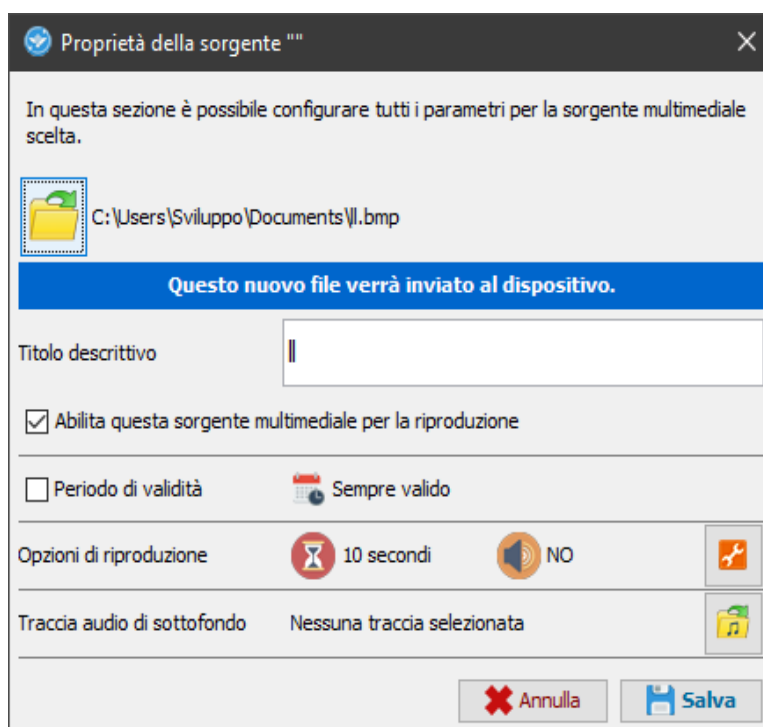 Proprietà della sorgente ""
In questa sezione è possibile configurare tutti i parametri per la sorgente multimediale
scelta.
C:\Users\Sviluppo\Documents\ll.bmp
Questo nuovo file verrà inviato al dispositivo.
Titolo descrittivo ll
Abilita questa sorgente multimediale per la riproduzione
Periodo di validità Sempre valido
Opzioni di riproduzione 10 secondi NO
Traccia audio di sottofondo Nessuna traccia selezionata
Annulla Salva